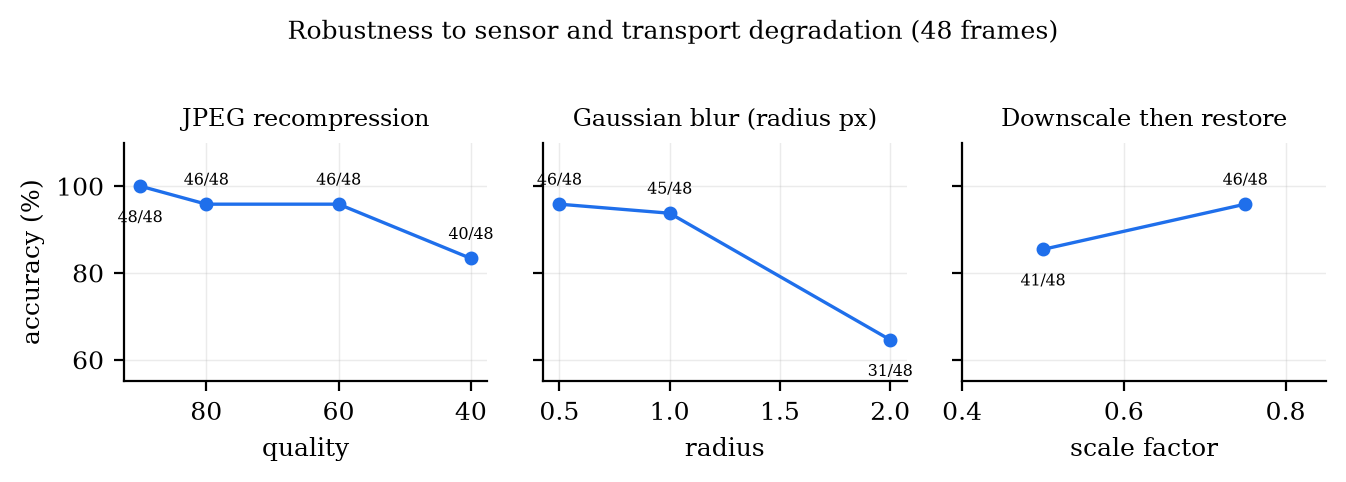 Robustness to sensor and transport degradation (48 frames)
JPEG recompression
accuracy (%)
100
80
60
48/48
46/48
46/48
40/48
80
60
40
quality
Gaussian blur (radius px)
46/48
45/48
31/48
0.5
1.0
1.5
2.0
radius
Downscale then restore
41/48
46/48
0.4
0.6
0.8
scale factor